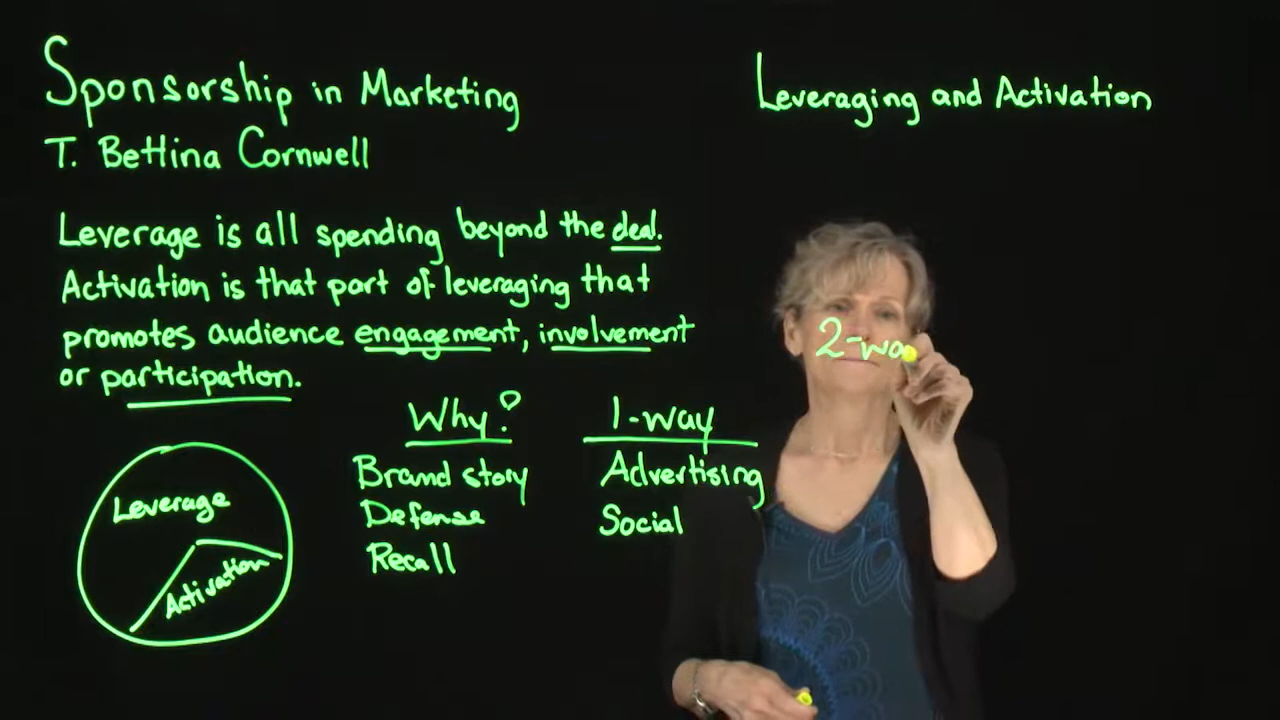 Sponsorship in Marketing
T. Bettina Cornwell
Leveraging and Activation
Leverage is all spending beyond the deal.
Activation is that part of leveraging that
promotes audience engagement, involvement
or participation.
Leverage
Activation
Why?
Brand story
Defense
Recall
1-way
Advertising
Social
2-wa